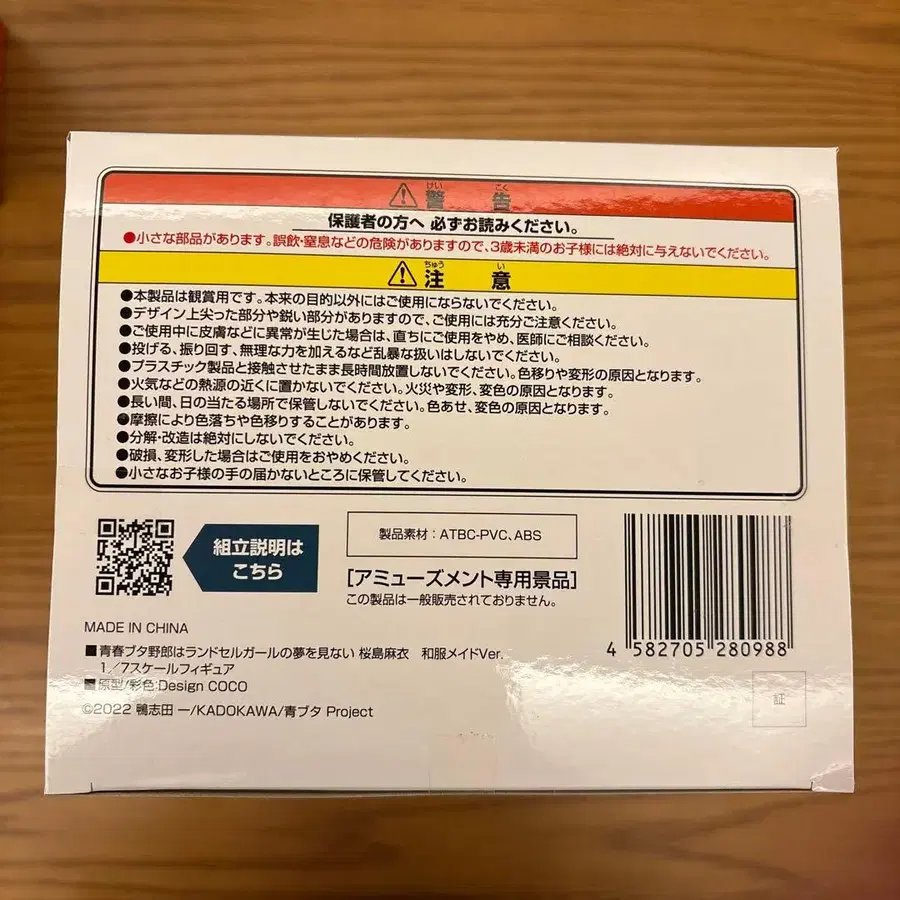 ⚠警告
けい こく
保護者の方へ 必ずお読みください。
●小さな部品があります。誤飲・窒息などの危険がありますので、3歳未満のお子様には絶対に与えないでください。
⚠注意
ちゅう い
●本製品は観賞用です。本来の目的以外にはご使用にならないでください。
●デザイン上尖った部分や鋭い部分がありますので、ご使用には充分ご注意ください。
●ご使用中に皮膚などに異常が生じた場合は、直ちにご使用をやめ、医師にご相談ください。
●投げる、振り回す、無理な力を加えるなど乱暴な扱いはしないでください。
●プラスチック製品と接触させたまま長時間放置しないでください。色移りや変形の原因となります。
●火気などの熱源の近くに置かないでください。火災や変形、変色の原因となります。
●長い間、日の当たる場所で保管しないでください。色あせ、変色の原因となります。
●摩擦により色落ちや色移りすることがあります。
●分解・改造は絶対にしないでください。
●破損、変形した場合はご使用をおやめください。
●小さなお子様の手の届かないところに保管してください。
組立説明は
こちら
製品素材：ATBC-PVC、ABS
[アミューズメント専用景品]
この製品は一般販売されておりません。
MADE IN CHINA
■青春ブタ野郎はランドセルガールの夢を見ない 桜島麻衣 和服メイドVer.
1／7スケールフィギュア
■原型/彩色:Design COCO
©2022 鴨志田 一/KADOKAWA/青ブタ Project
4 582705 280988
証